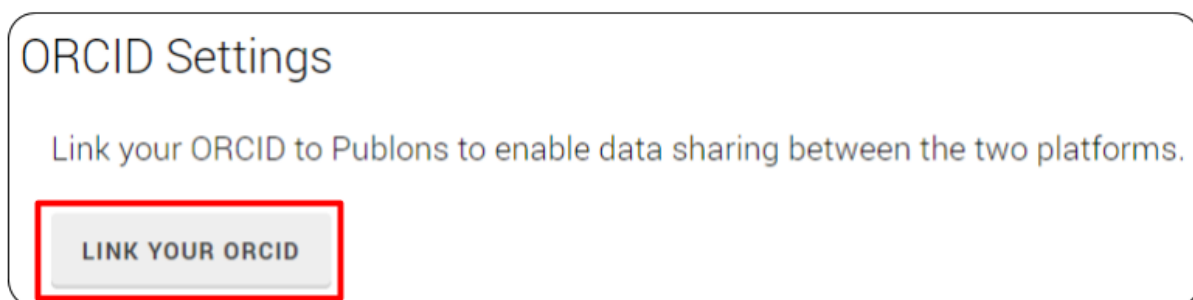 ORCID Settings
Link your ORCID to Publons to enable data sharing between the two platforms.
LINK YOUR ORCID